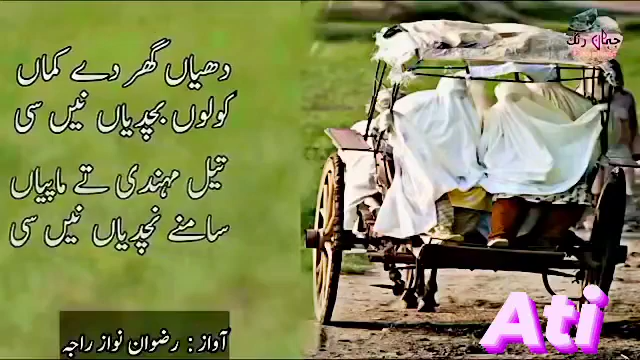 دھیاں گھر دے کماں
کولوں بچدیاں نیں سی
تیل مہندی تے ماپیاں
سامنے نچدیاں نیں سی
آواز : رضوان نواز راجہ
Ati